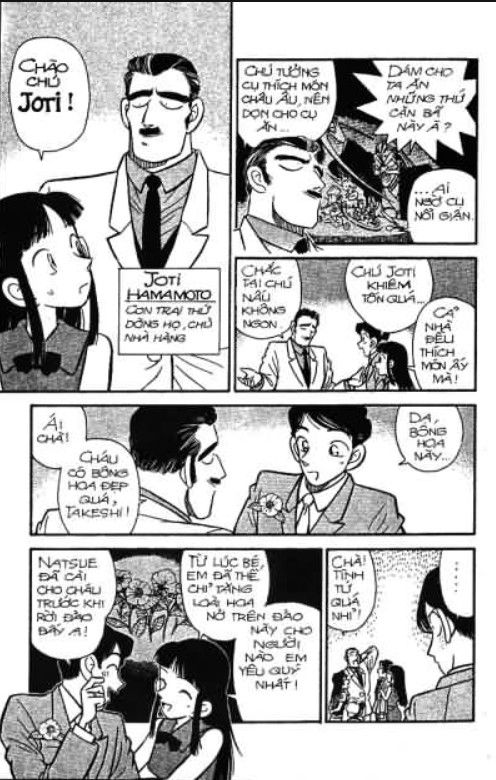 CHÀO
CHÚ
JOTI!
JOTI
HAMAMOTO
CON TRAI THỨ
DÒNG HỌ, CHỦ
NHÀ HÀNG
DÁM CHO
TA ĂN
NHỮNG THỨ
CẶN BÃ
NÀY À?
CHÚ TƯỞNG
CỤ THÍCH MÓN
CHÂU ÂU, NÊN
DỌN CHO CỤ
ĂN...
...AI
NGỜ CỤ
NỔI GIẬN.
CHẮC
TẠI CHÚ
NẤU
KHÔNG
NGON.
CHÚ JOTI
KHIÊM
TỐN QUÁ...
CẢ
NHÀ
ĐỀU
THÍCH
MÓN ẤY
MÀ!
Á!
CHÀ!
CHÁU
CÓ BÔNG
HOA ĐẸP
QUÁ,
TAKESHI!
DẠ,
BÔNG
HOA
NÀY...
NATSUE
ĐÃ CÀI
CHO CHÁU
TRƯỚC KHI
RỜI ĐẢO
ĐẤY Ạ!
TỪ LÚC BÉ,
EM ĐÃ THỀ
CHỈ TẶNG
LOÀI HOA
NỞ TRÊN ĐẢO
NÀY CHO
NGƯỜI
NÀO EM
YÊU QUÝ
NHẤT!
CHÀ!
TÌNH
TỨ
QUÁ
NHỈ!
....